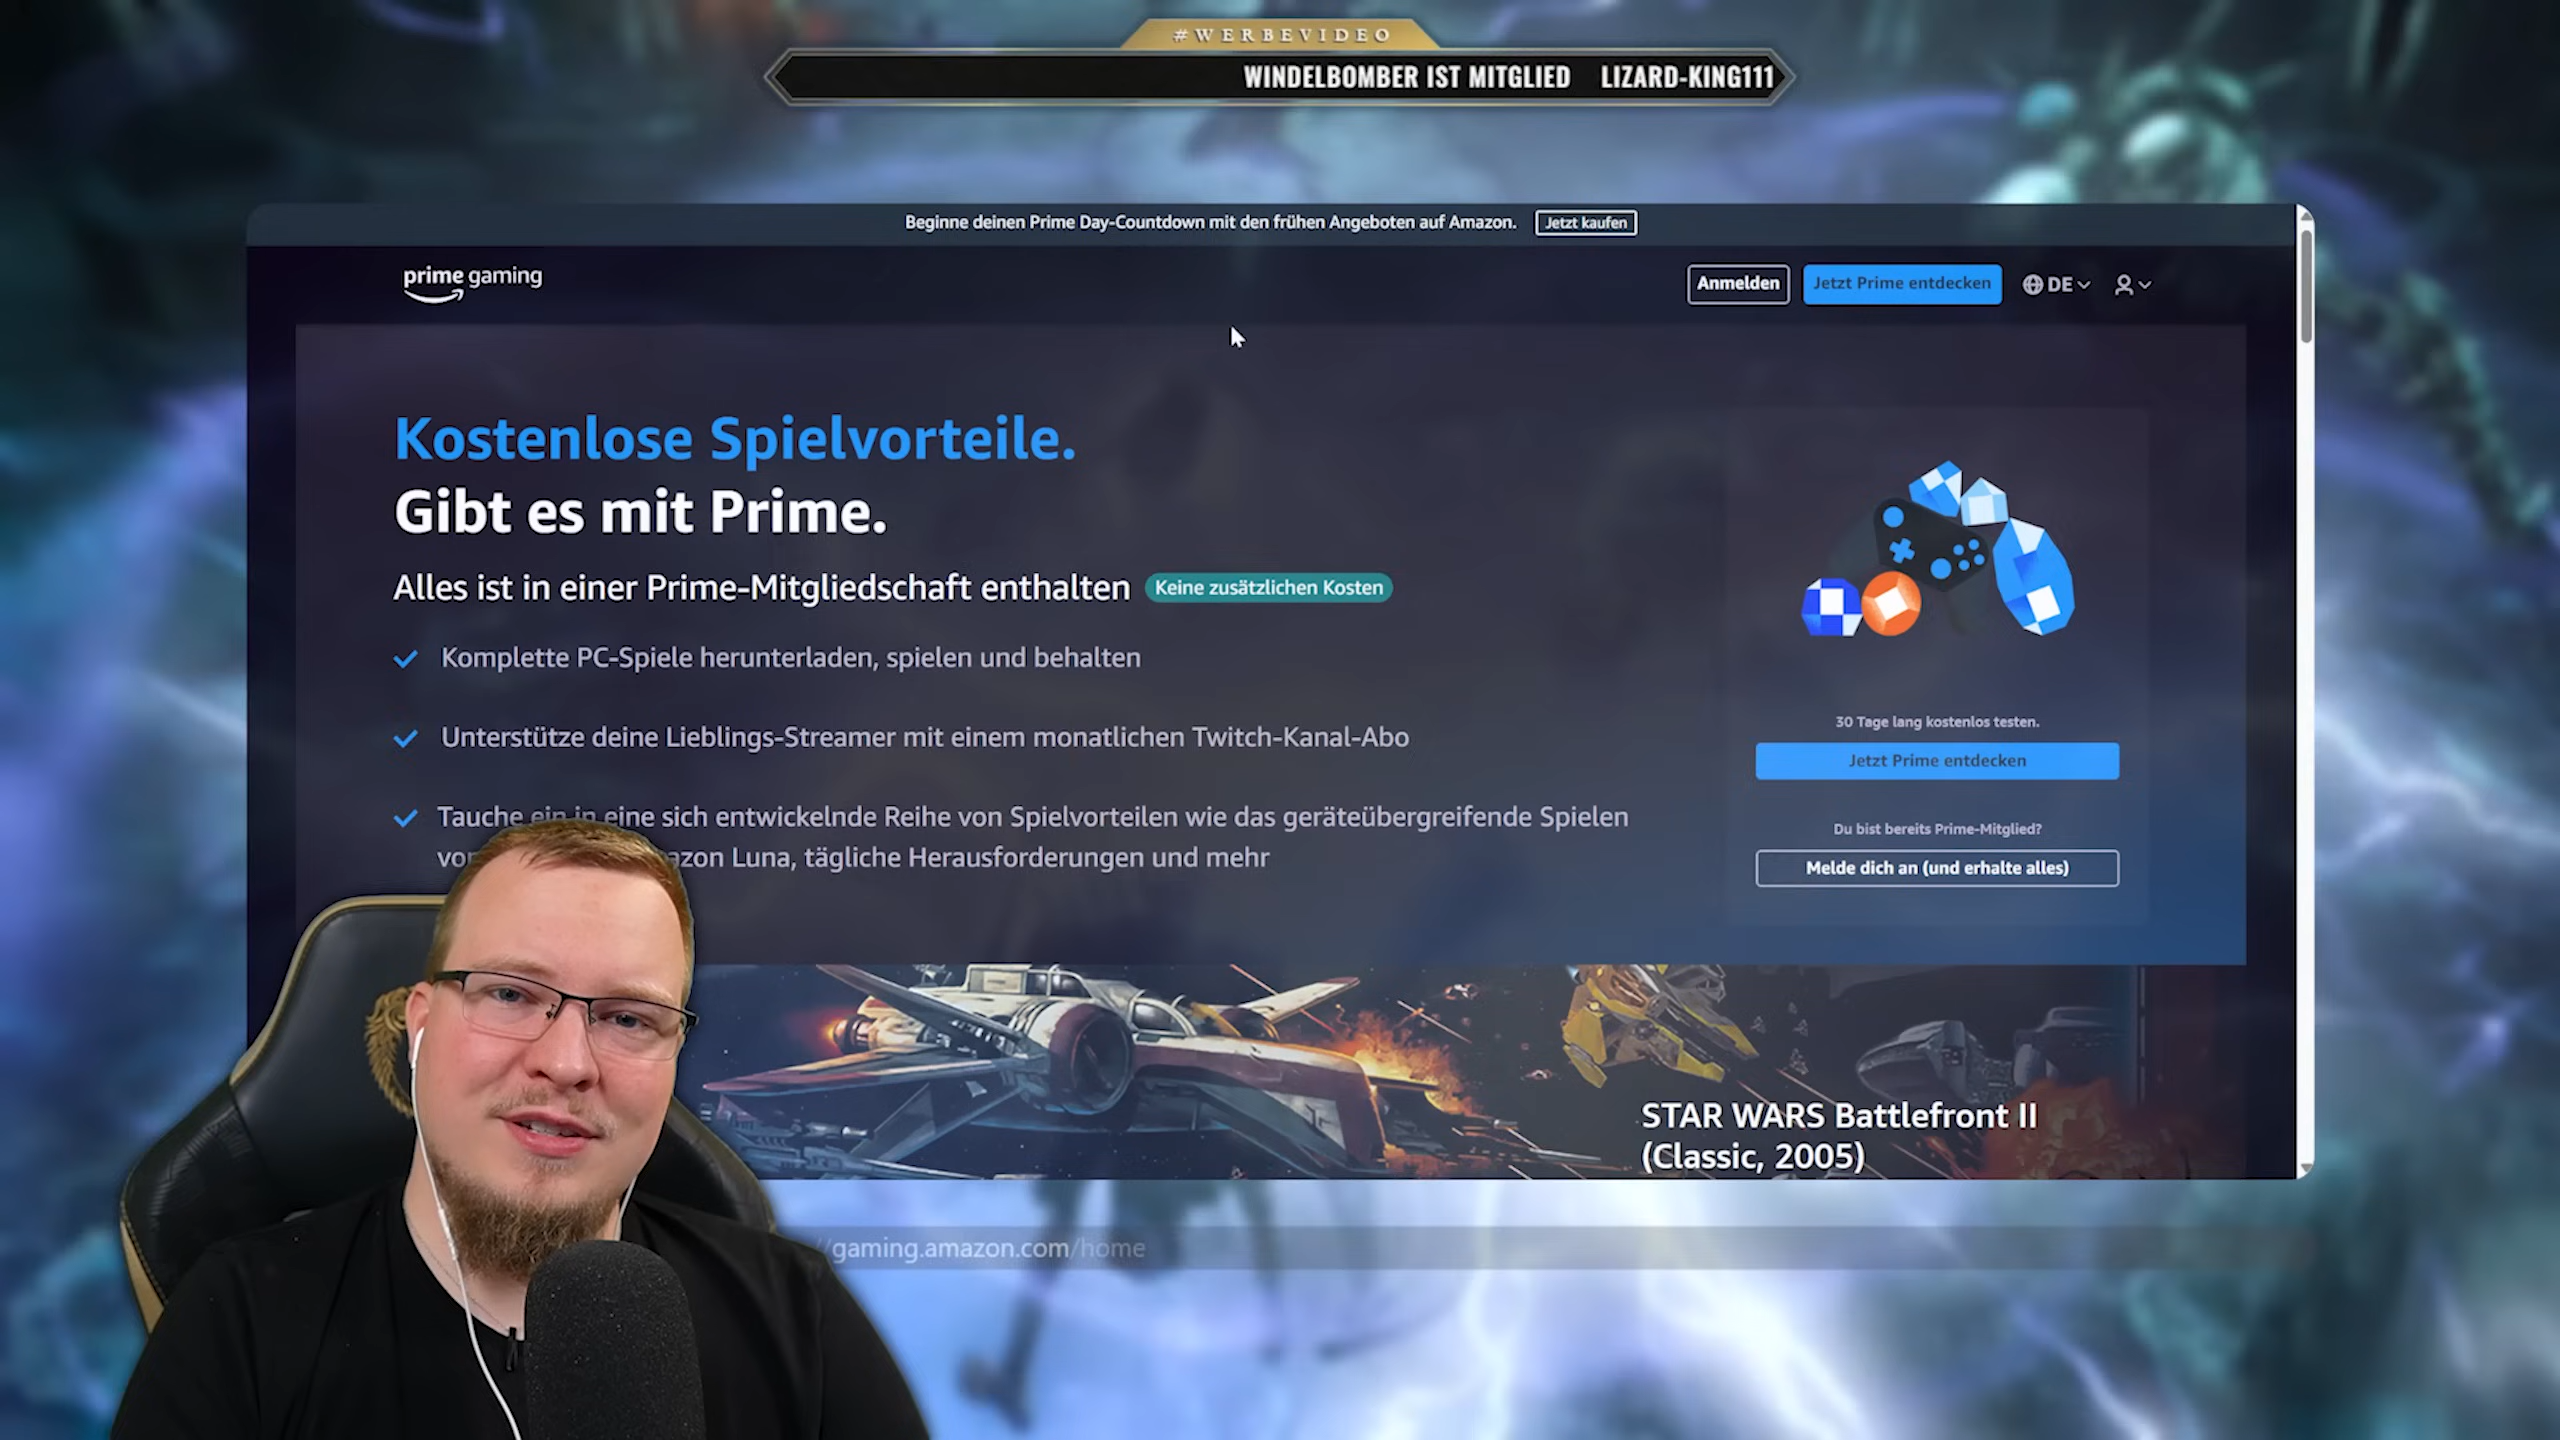 #WERBEVIDEO
WINDELBOMBER IST MITGLIED LIZARD-KING111
Beginne deinen Prime Day-Countdown mit den frühen Angeboten auf Amazon. Jetzt kaufen
prime gaming
Anmelden Jetzt Prime entdecken DE
Kostenlose Spielvorteile.
Gibt es mit Prime.
Alles ist in einer Prime-Mitgliedschaft enthalten Keine zusätzlichen Kosten
Komplette PC-Spiele herunterladen, spielen und behalten
Unterstütze deine Lieblings-Streamer mit einem monatlichen Twitch-Kanal-Abo
Tauche ein in eine sich entwickelnde Reihe von Spielvorteilen wie das geräteübergreifende Spielen
Luna, tägliche Herausforderungen und mehr
30 Tage lang kostenlos testen.
Jetzt Prime entdecken
Du bist bereits Prime-Mitglied?
Melde dich an (und erhalte alles)
STAR WARS Battlefront II
(Classic, 2005)
//gaming.amazon.com/home